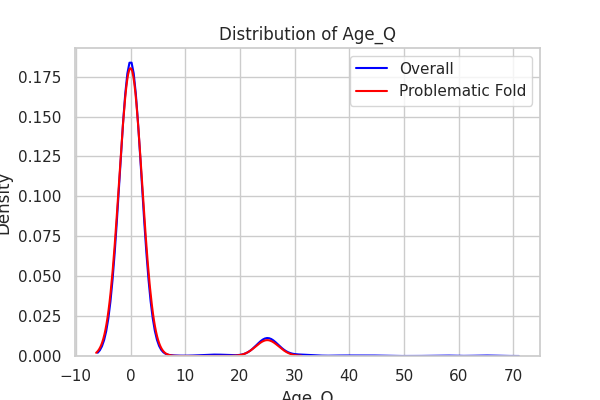 Distribution of Age_Q
Overall
Problematic Fold
Density
0.175
0.150
0.125
0.100
0.075
0.050
0.025
0.000
−10 0 10 20 30 40 50 60 70
Age_Q